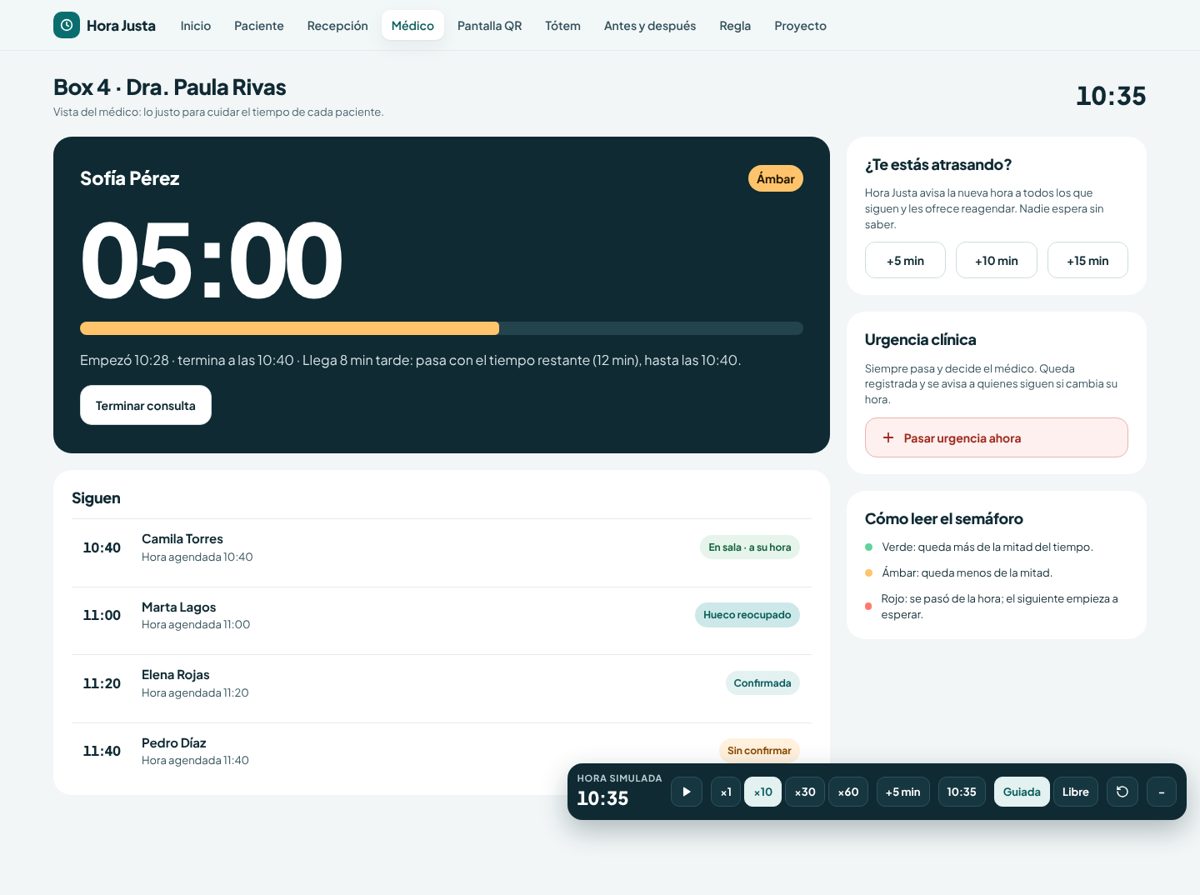 Hora Justa
Inicio
Paciente
Recepción
Médico
Pantalla QR
Tótem
Antes y después
Regla
Proyecto
Box 4 · Dra. Paula Rivas
Vista del médico: lo justo para cuidar el tiempo de cada paciente.
10:35
Sofía Pérez
Ámbar
05:00
Empezó 10:28 · termina a las 10:40 · Llega 8 min tarde: pasa con el tiempo restante (12 min), hasta las 10:40.
Terminar consulta
Siguen
10:40
Camila Torres
Hora agendada 10:40
En sala · a su hora
11:00
Marta Lagos
Hora agendada 11:00
Hueco reocupado
11:20
Elena Rojas
Hora agendada 11:20
Confirmada
11:40
Pedro Díaz
Hora agendada 11:40
Sin confirmar
¿Te estás atrasando?
Hora Justa avisa la nueva hora a todos los que
siguen y les ofrece reagendar. Nadie espera sin
saber.
+5 min
+10 min
+15 min
Urgencia clínica
Siempre pasa y decide el médico. Queda
registrada y se avisa a quienes siguen si cambia su
hora.
+ Pasar urgencia ahora
Cómo leer el semáforo
Verde: queda más de la mitad del tiempo.
Ámbar: queda menos de la mitad.
Rojo: se pasó de la hora; el siguiente empieza a
esperar.
HORA SIMULADA
10:35
×1
×10
×30
×60
+5 min
10:35
Guiada
Libre
–